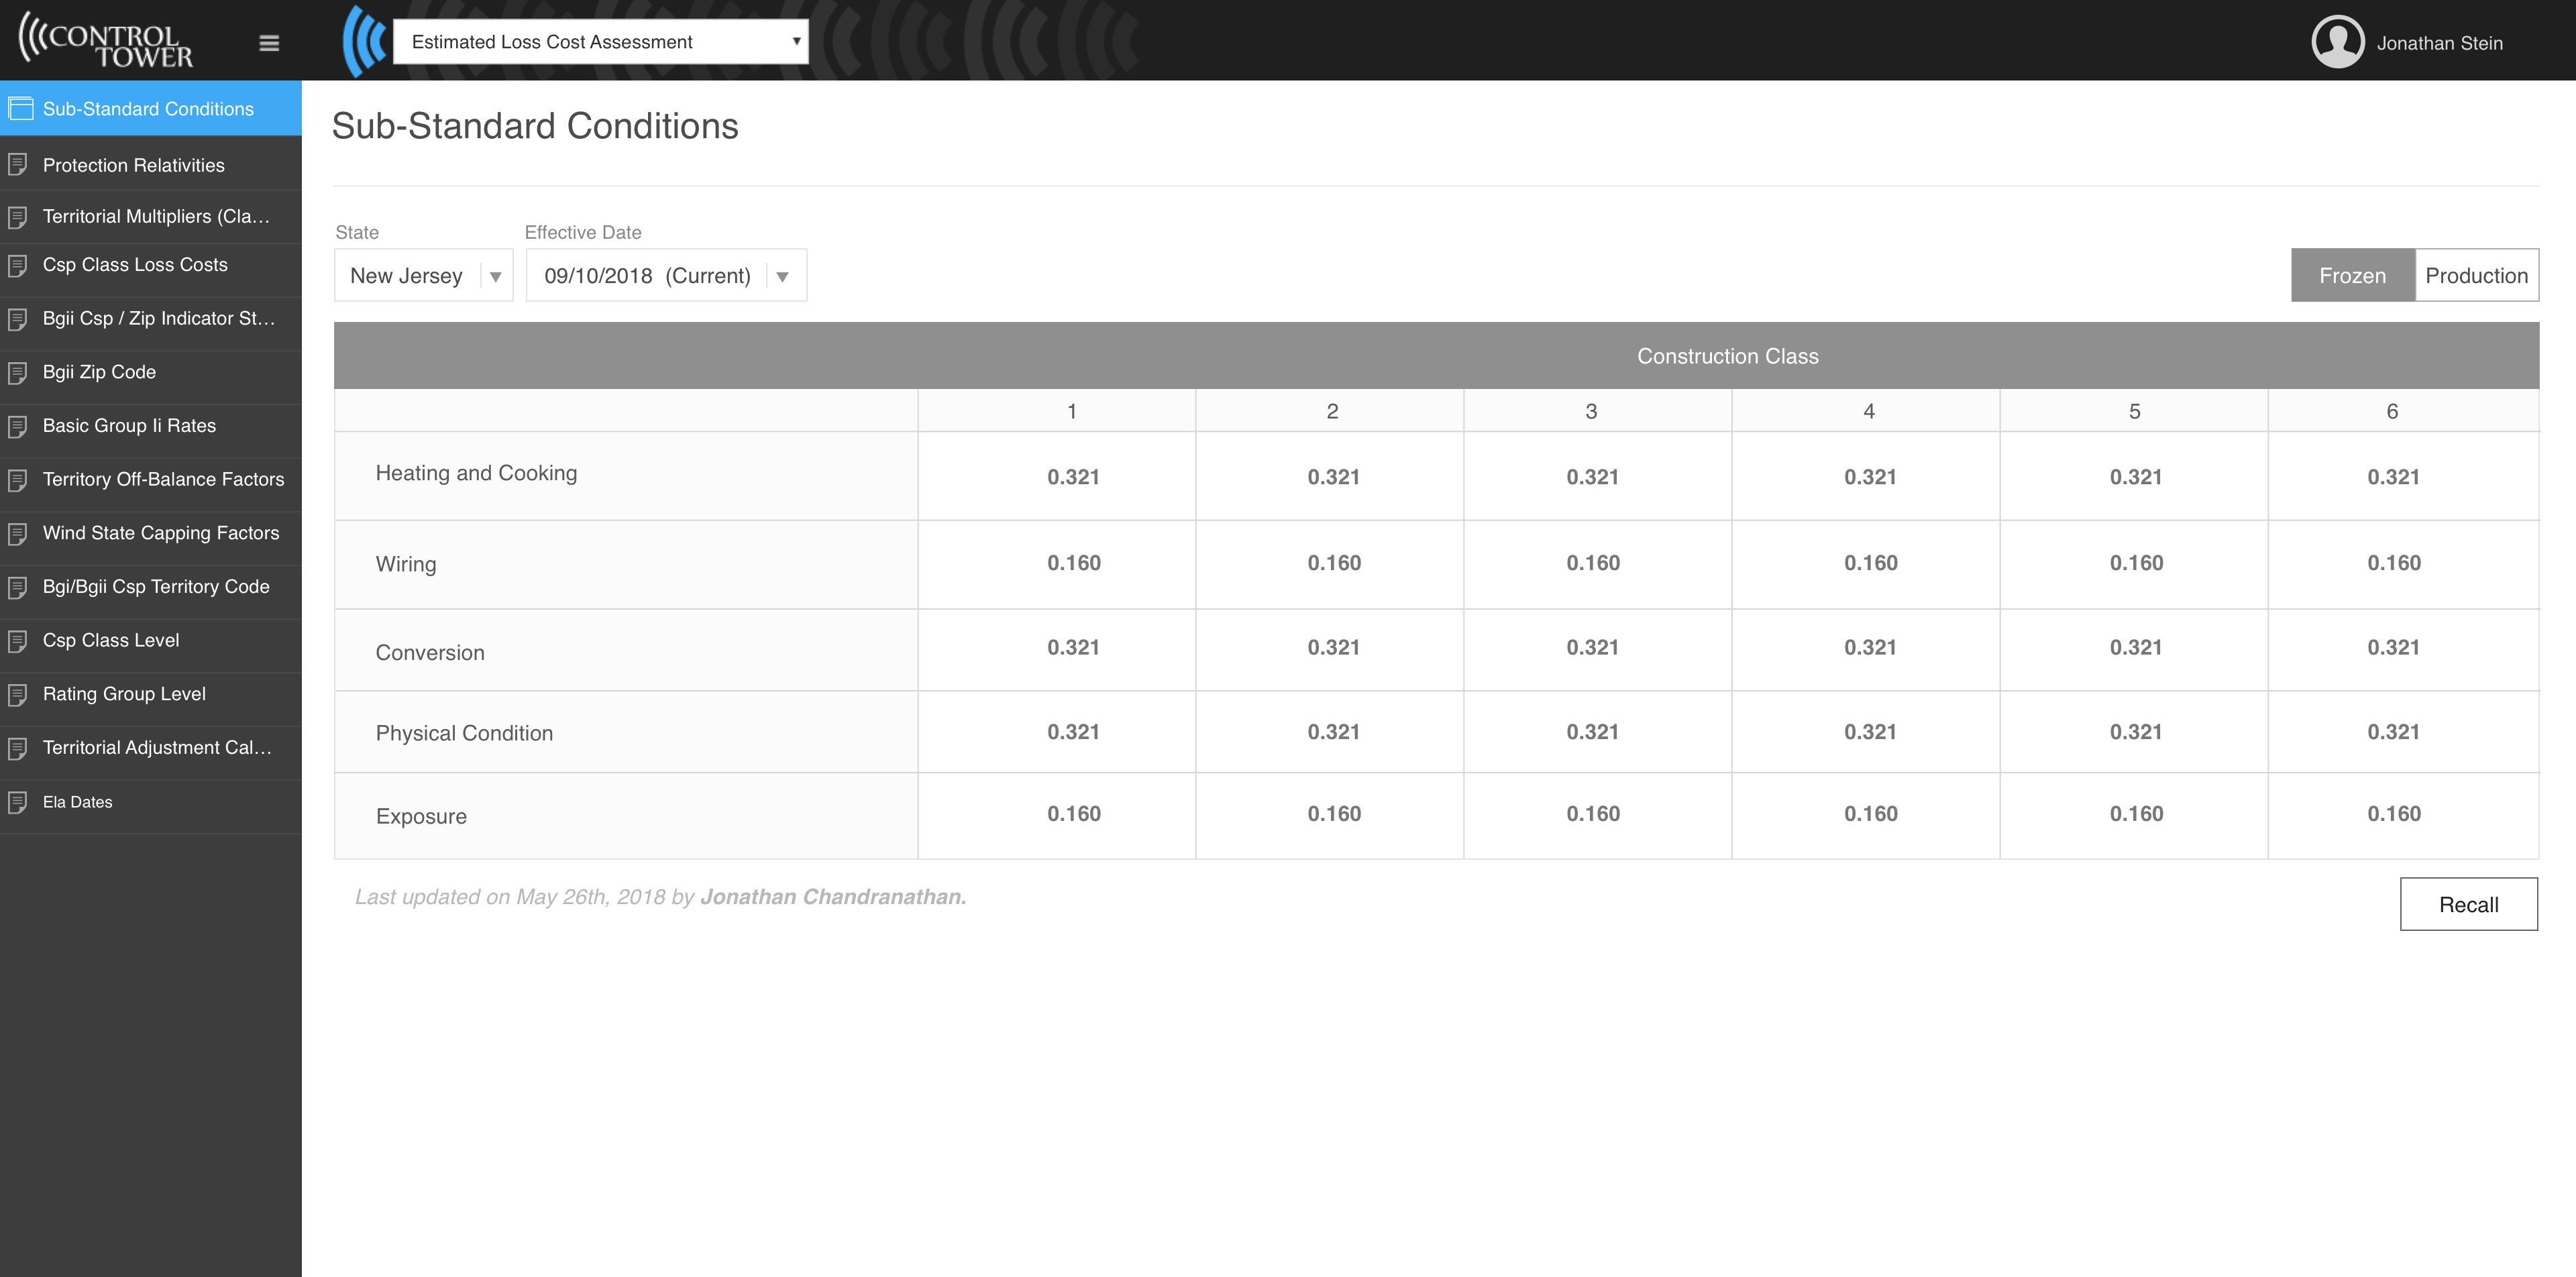 CONTROL
TOWER
Estimated Loss Cost Assessment
Jonathan Stein
Sub-Standard Conditions
Protection Relativities
Territorial Multipliers (Cla...
Csp Class Loss Costs
Bgii Csp / Zip Indicator St...
Bgii Zip Code
Basic Group Ii Rates
Territory Off-Balance Factors
Wind State Capping Factors
Bgi/Bgii Csp Territory Code
Csp Class Level
Rating Group Level
Territorial Adjustment Cal...
Ela Dates
Sub-Standard Conditions
State Effective Date
New Jersey 09/10/2018 (Current) Frozen Production
Construction Class
1 2 3 4 5 6
Heating and Cooking 0.321 0.321 0.321 0.321 0.321 0.321
Wiring 0.160 0.160 0.160 0.160 0.160 0.160
Conversion 0.321 0.321 0.321 0.321 0.321 0.321
Physical Condition 0.321 0.321 0.321 0.321 0.321 0.321
Exposure 0.160 0.160 0.160 0.160 0.160 0.160
Last updated on May 26th, 2018 by Jonathan Chandranathan.
Recall